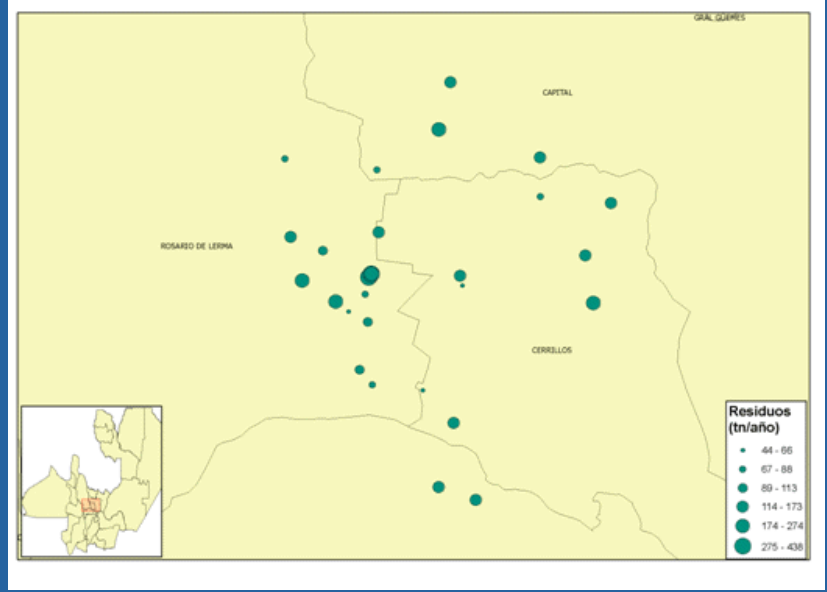 GRAL.GÜEMES
CAPITAL
ROSARIO DE LERMA
CERRILLOS
Residuos
(tn/año)
44 - 66
67 - 88
89 - 113
114 - 173
174 - 274
275 - 438